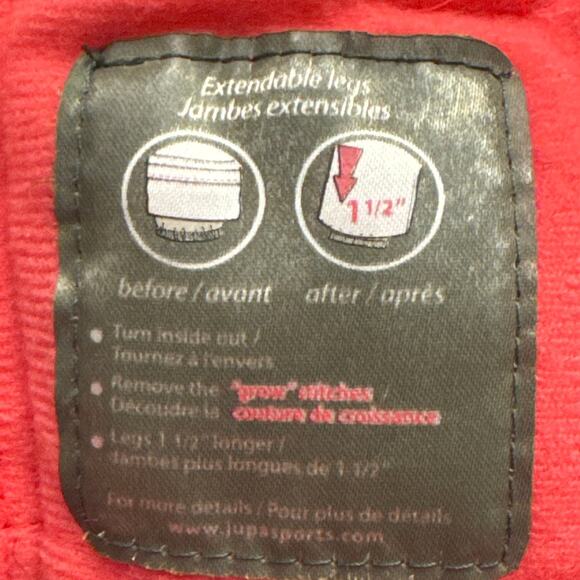 Extendable legs
Jambes extensibles
1 1/2"
before / avant after / après
Turn inside out /
Tournez à l'envers
Remove the "grow" stitches /
Découdre la couture de croissance
Legs 1 1/2" longer /
Jambes plus longues de 1 1/2"
For more details / Pour plus de détails
www.jupasports.com